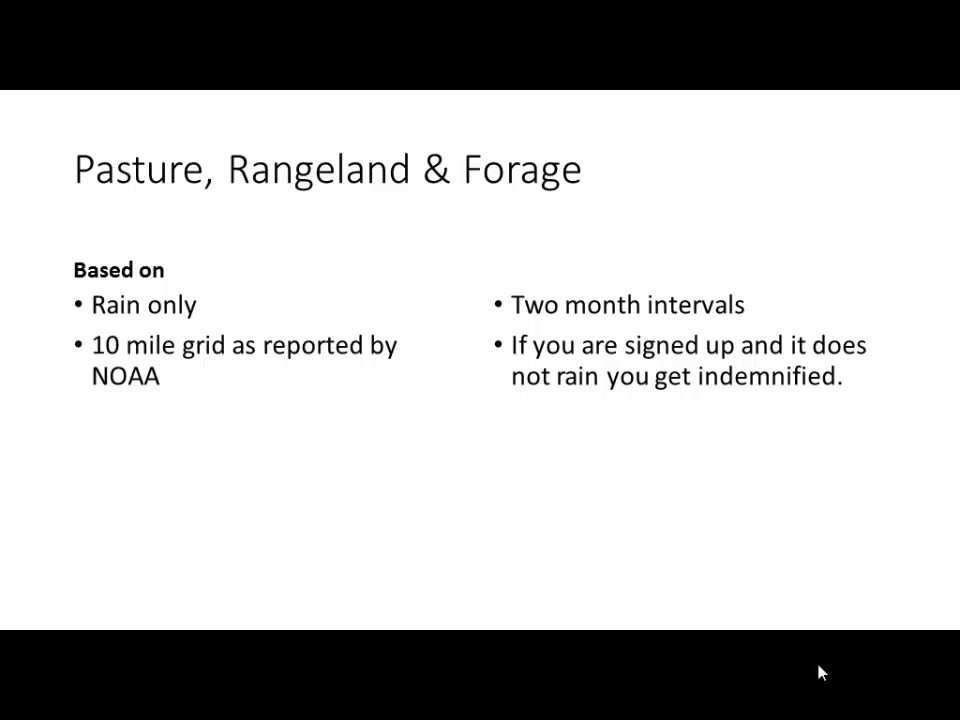 Pasture, Rangeland & Forage
Based on
• Rain only
• 10 mile grid as reported by
NOAA
• Two month intervals
• If you are signed up and it does
not rain you get indemnified.